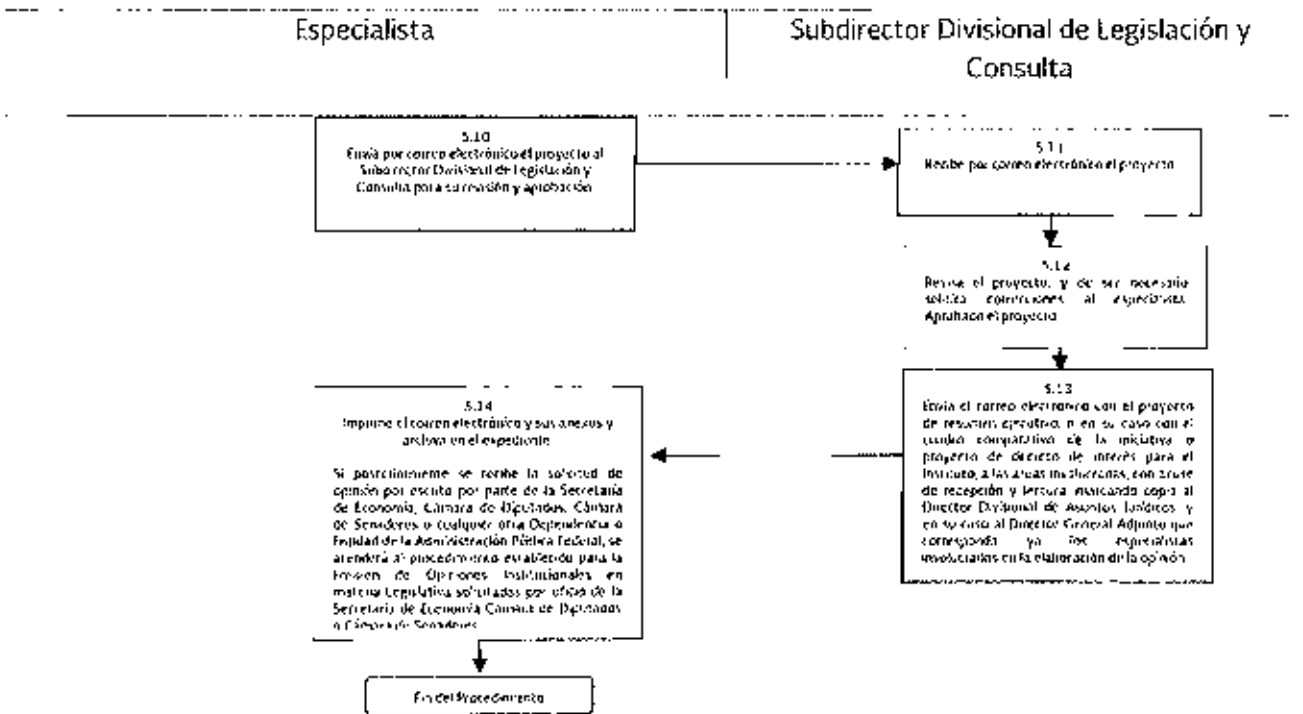 Especialista
Subdirector Divisional de Legislación y
Consulta
5.10
Envía por correo electrónico el proyecto al
Subdirector Divisional de Legislación y
Consulta para su revisión y aprobación
5.11
Recibe por correo electrónico el proyecto
5.12
Revisa el proyecto, y de ser necesario
solicita correcciones al especialista.
Aprobado el proyecto
5.13
Envía el correo electrónico con el proyecto
de resumen ejecutivo, o en su caso con el
cuadro comparativo de la iniciativa o
proyecto de decreto de interés para el
Instituto, a las áreas involucradas, con acuse
de recepción y lectura marcando copia al
Director Divisional de Asuntos Jurídicos y
en su caso al Director General Adjunto que
corresponda y a los especialistas
involucrados en la elaboración de la opinión
5.14
Imprime el correo electrónico y sus anexos y
archiva en el expediente
Si posteriormente se recibe la solicitud de
opinión por escrito por parte de la Secretaría
de Economía, Cámara de Diputados, Cámara
de Senadores o cualquier otra Dependencia o
Entidad de la Administración Pública Federal, se
atenderá al procedimiento establecido para la
Emisión de Opiniones Institucionales en
materia Legislativa solicitadas por oficio de la
Secretaría de Economía Cámara de Diputados
o Cámara de Senadores
Fin del Procedimiento